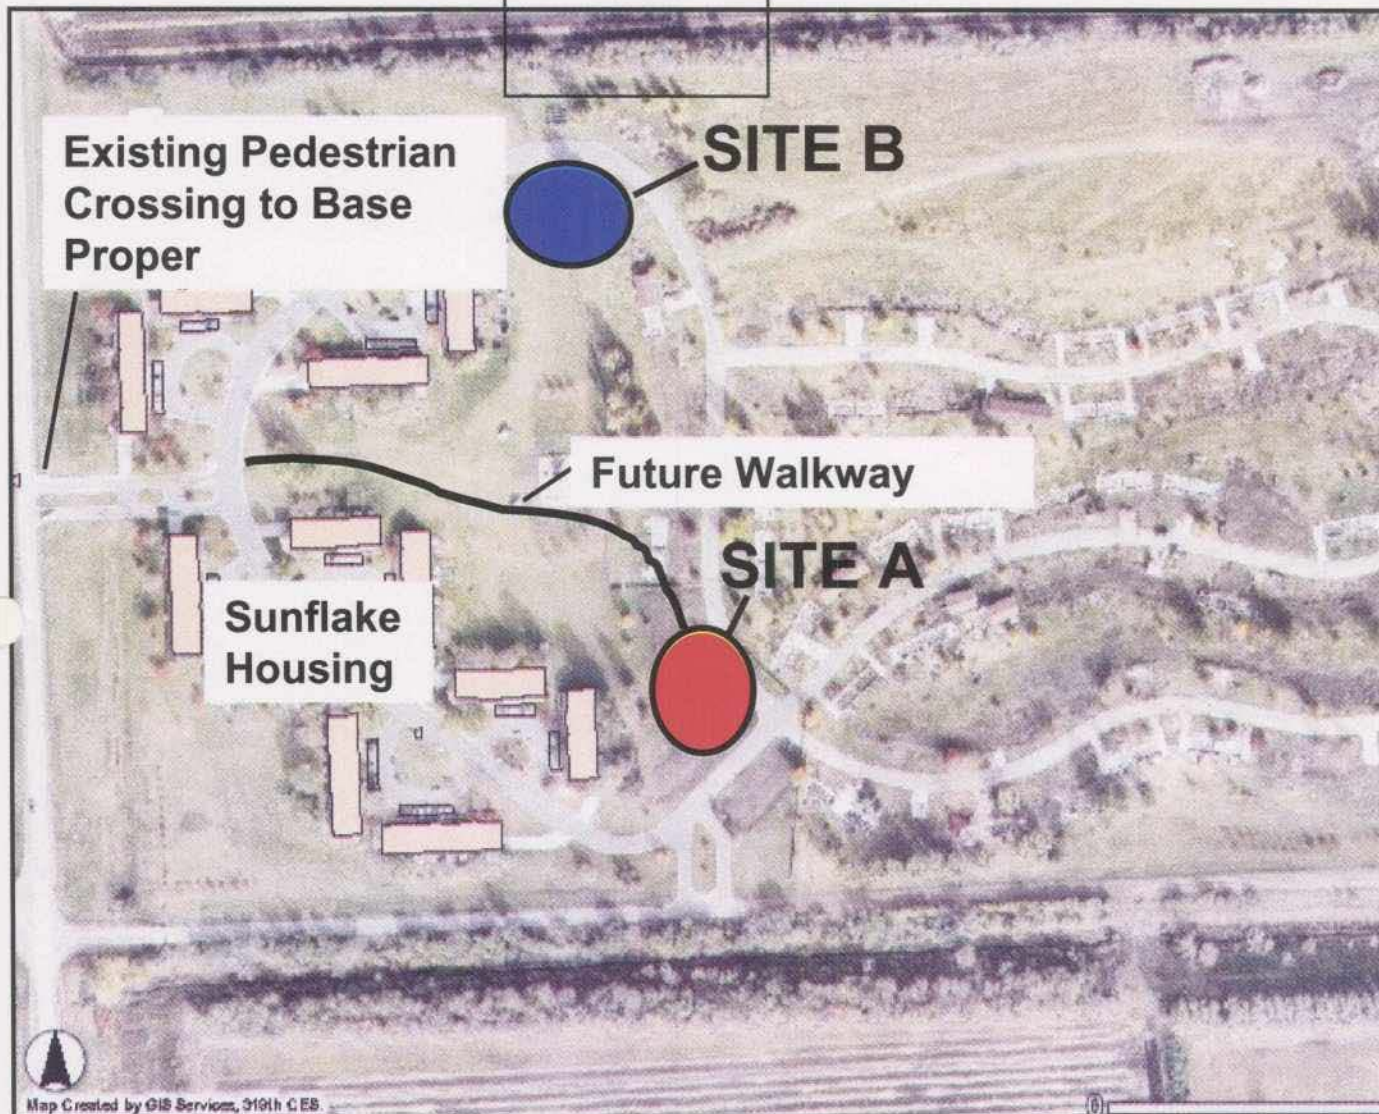 Existing Pedestrian
Crossing to Base
Proper
SITE B
Future Walkway
SITE A
Sunflake
Housing
Map Created by GIS Services, 319th CES.